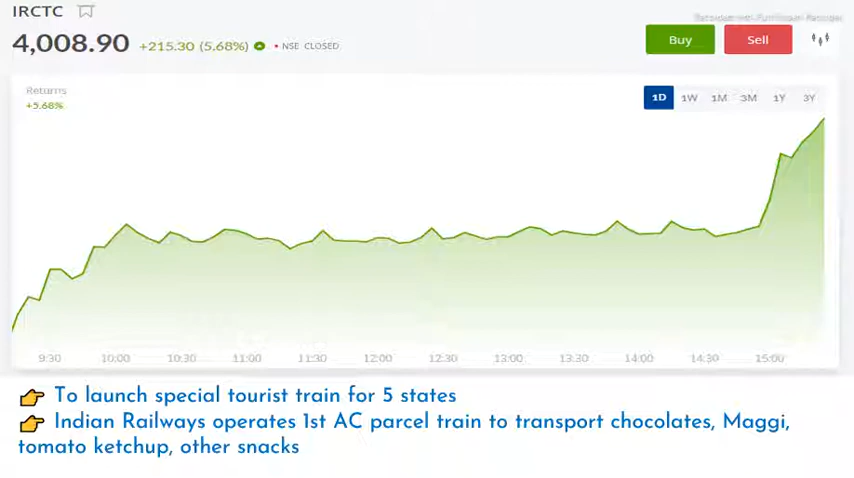 IRCTC
4,008.90 +215.30 (5.68%) • NSE CLOSED
Buy Sell
Returns
+5.68%
1D 1W 1M 3M 1Y 3Y
9:30 10:00 10:30 11:00 11:30 12:00 12:30 13:00 13:30 14:00 14:30 15:00
👉 To launch special tourist train for 5 states
👉 Indian Railways operates 1st AC parcel train to transport chocolates, Maggi,
tomato ketchup, other snacks